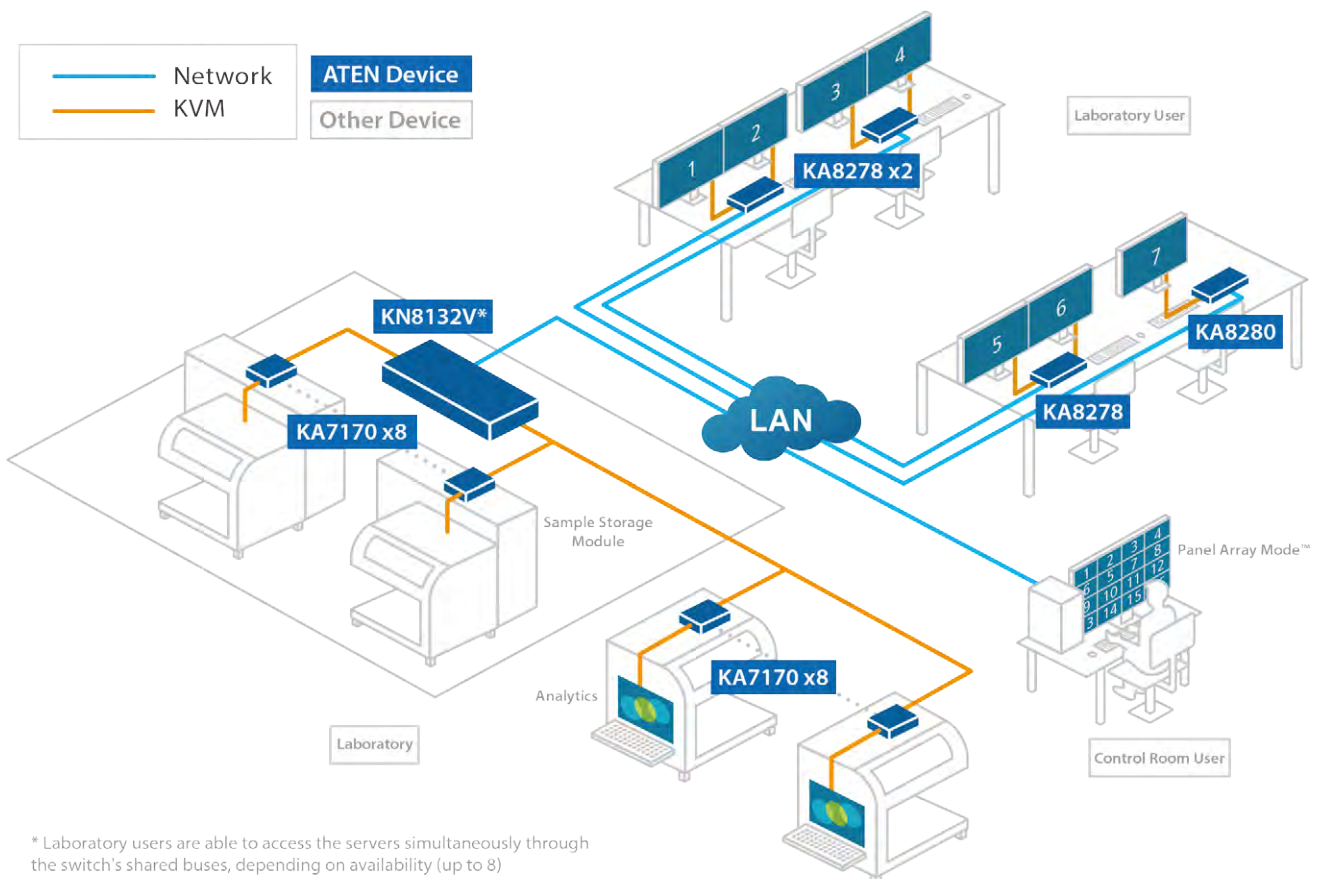 Network
KVM
ATEN Device
Other Device
Laboratory User
1
2
3
4
KA8278 x2
5
6
7
KA8280
KA8278
KN8132V*
KA7170 x8
Sample Storage
Module
LAN
Panel Array Mode™
1 2 3 4
6 5 7 8
9 10 11 12
3 14 15
Analytics
KA7170 x8
Laboratory
Control Room User
* Laboratory users are able to access the servers simultaneously through
the switch's shared buses, depending on availability (up to 8)